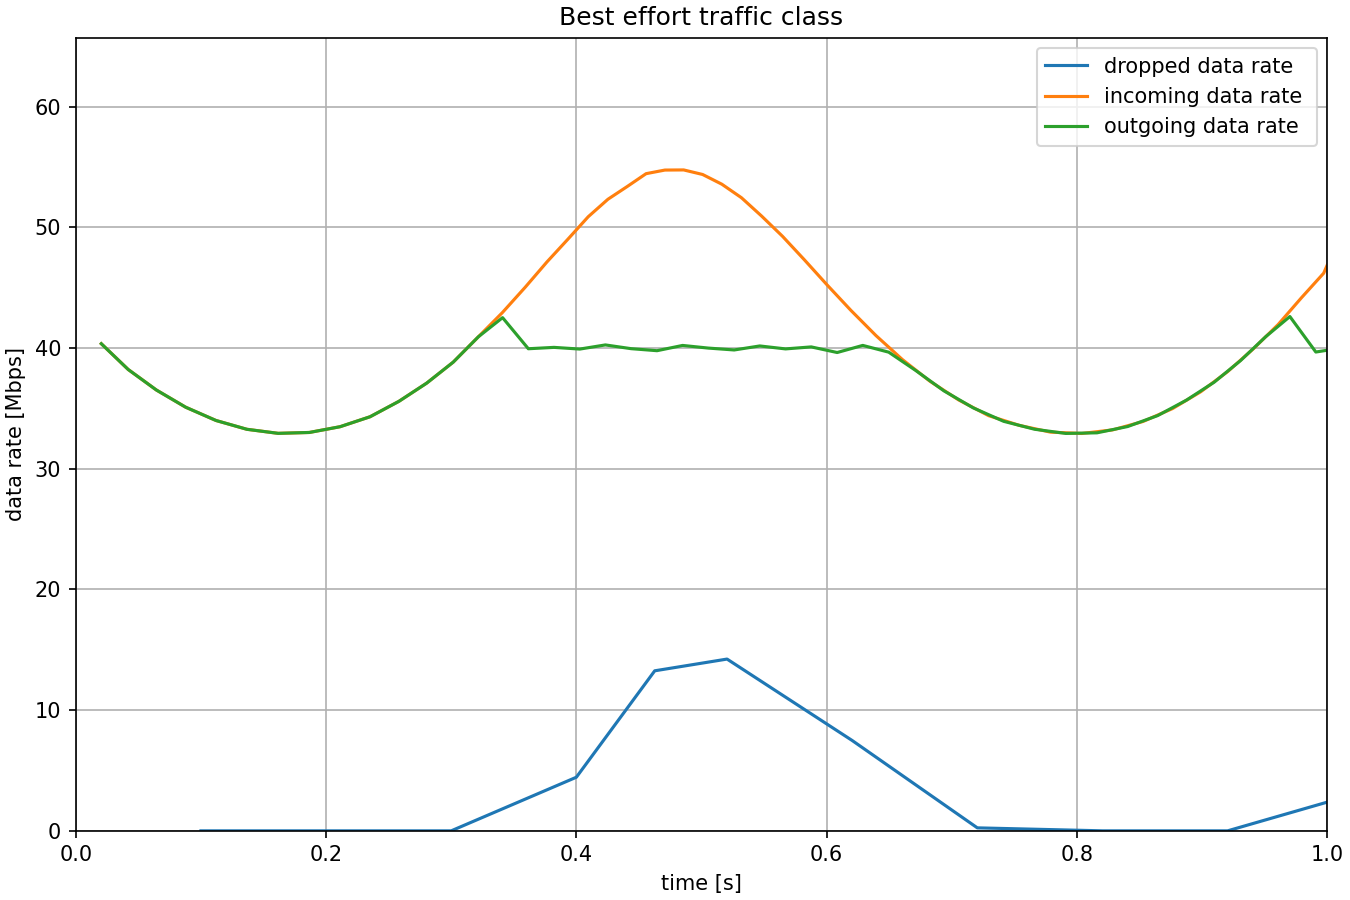 Best effort traffic class
dropped data rate
incoming data rate
outgoing data rate
data rate [Mbps]
60
50
40
30
20
10
0
0.0 0.2 0.4 0.6 0.8 1.0
time [s]